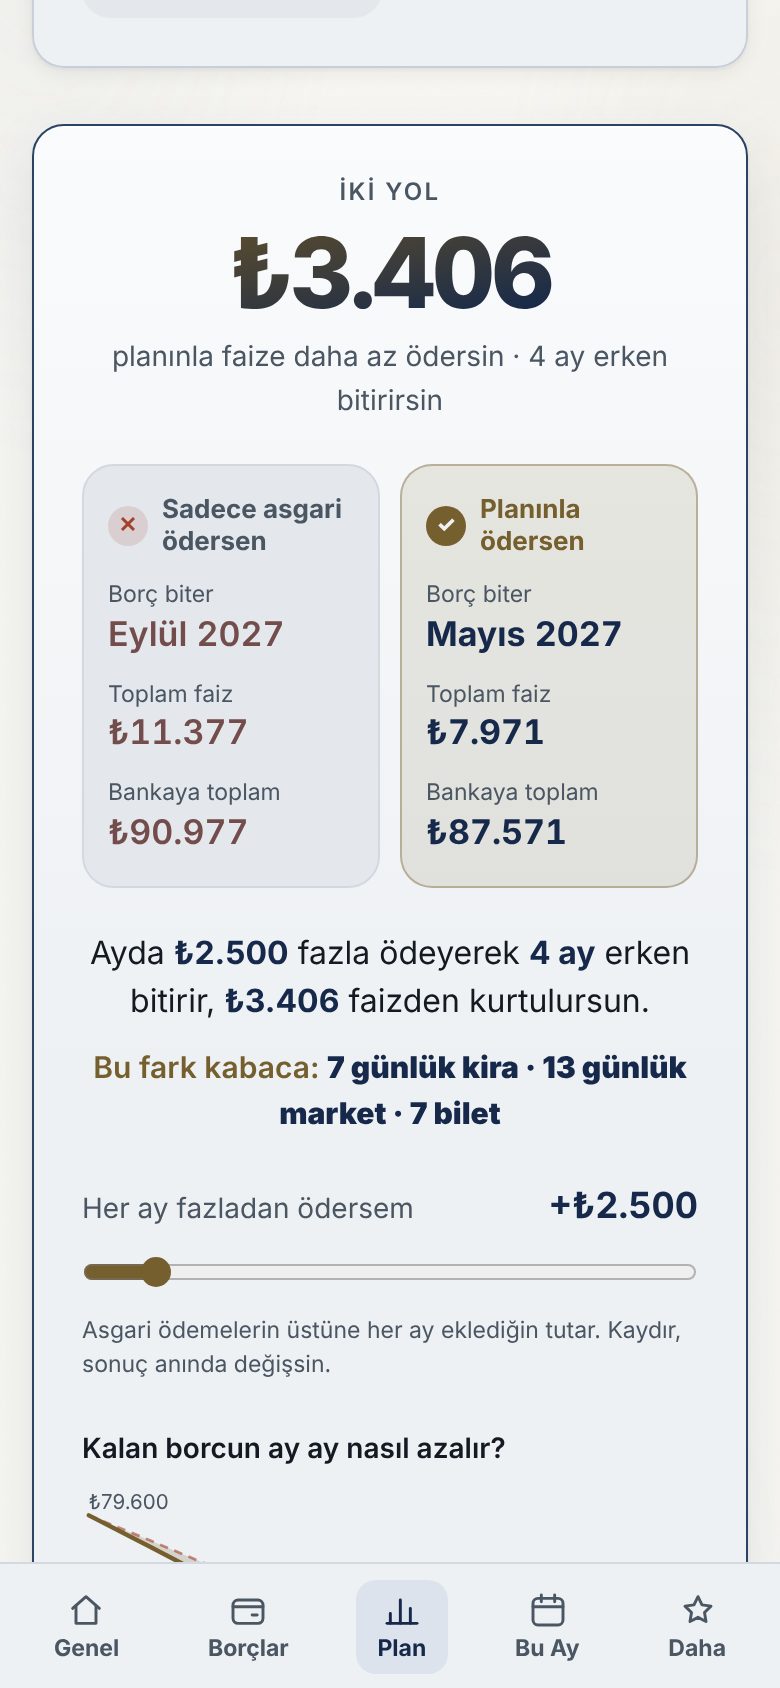 İKİ YOL
₺3.406
planınla faize daha az ödersin · 4 ay erken
bitirirsin
Sadece asgari
ödersen
Borç biter
Eylül 2027
Toplam faiz
₺11.377
Bankaya toplam
₺90.977
Planınla
ödersen
Borç biter
Mayıs 2027
Toplam faiz
₺7.971
Bankaya toplam
₺87.571
Ayda ₺2.500 fazla ödeyerek 4 ay erken
bitirir, ₺3.406 faizden kurtulursun.
Bu fark kabaca: 7 günlük kira · 13 günlük
market · 7 bilet
Her ay fazladan ödersem +₺2.500
Asgari ödemelerin üstüne her ay eklediğin tutar. Kaydır,
sonuç anında değişsin.
Kalan borcun ay ay nasıl azalır?
₺79.600
Genel Borçlar Plan Bu Ay Daha